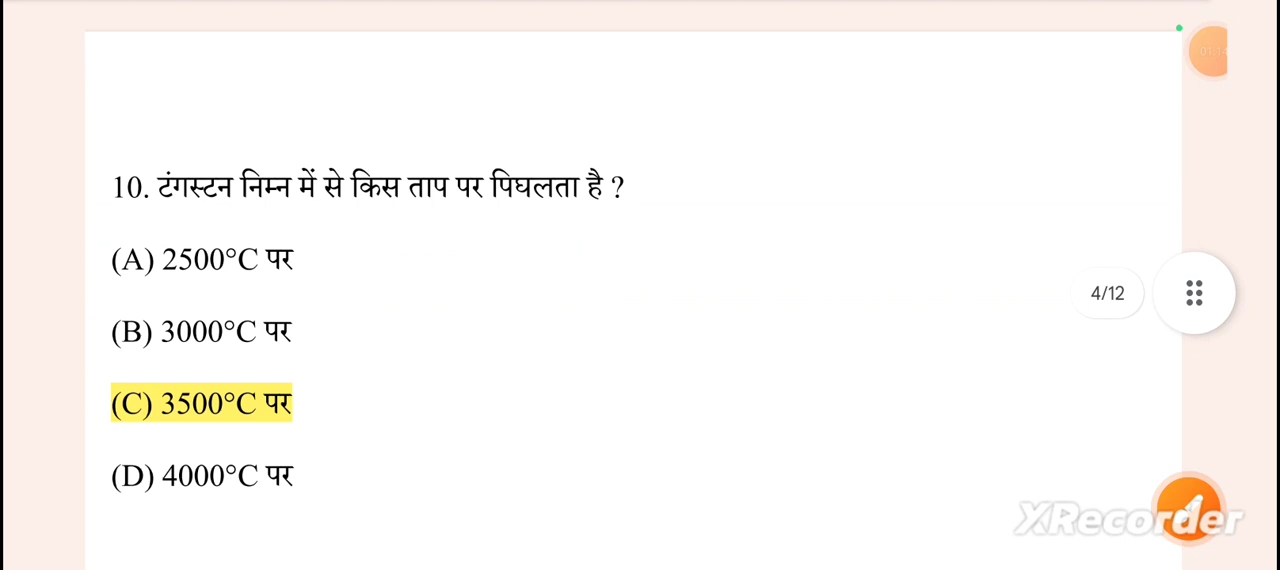 10. टंगस्टन निम्न में से किस ताप पर पिघलता है ?
(A) 2500°C पर
(B) 3000°C पर
4/12
(C) 3500°C पर
(D) 4000°C पर
XRecorder